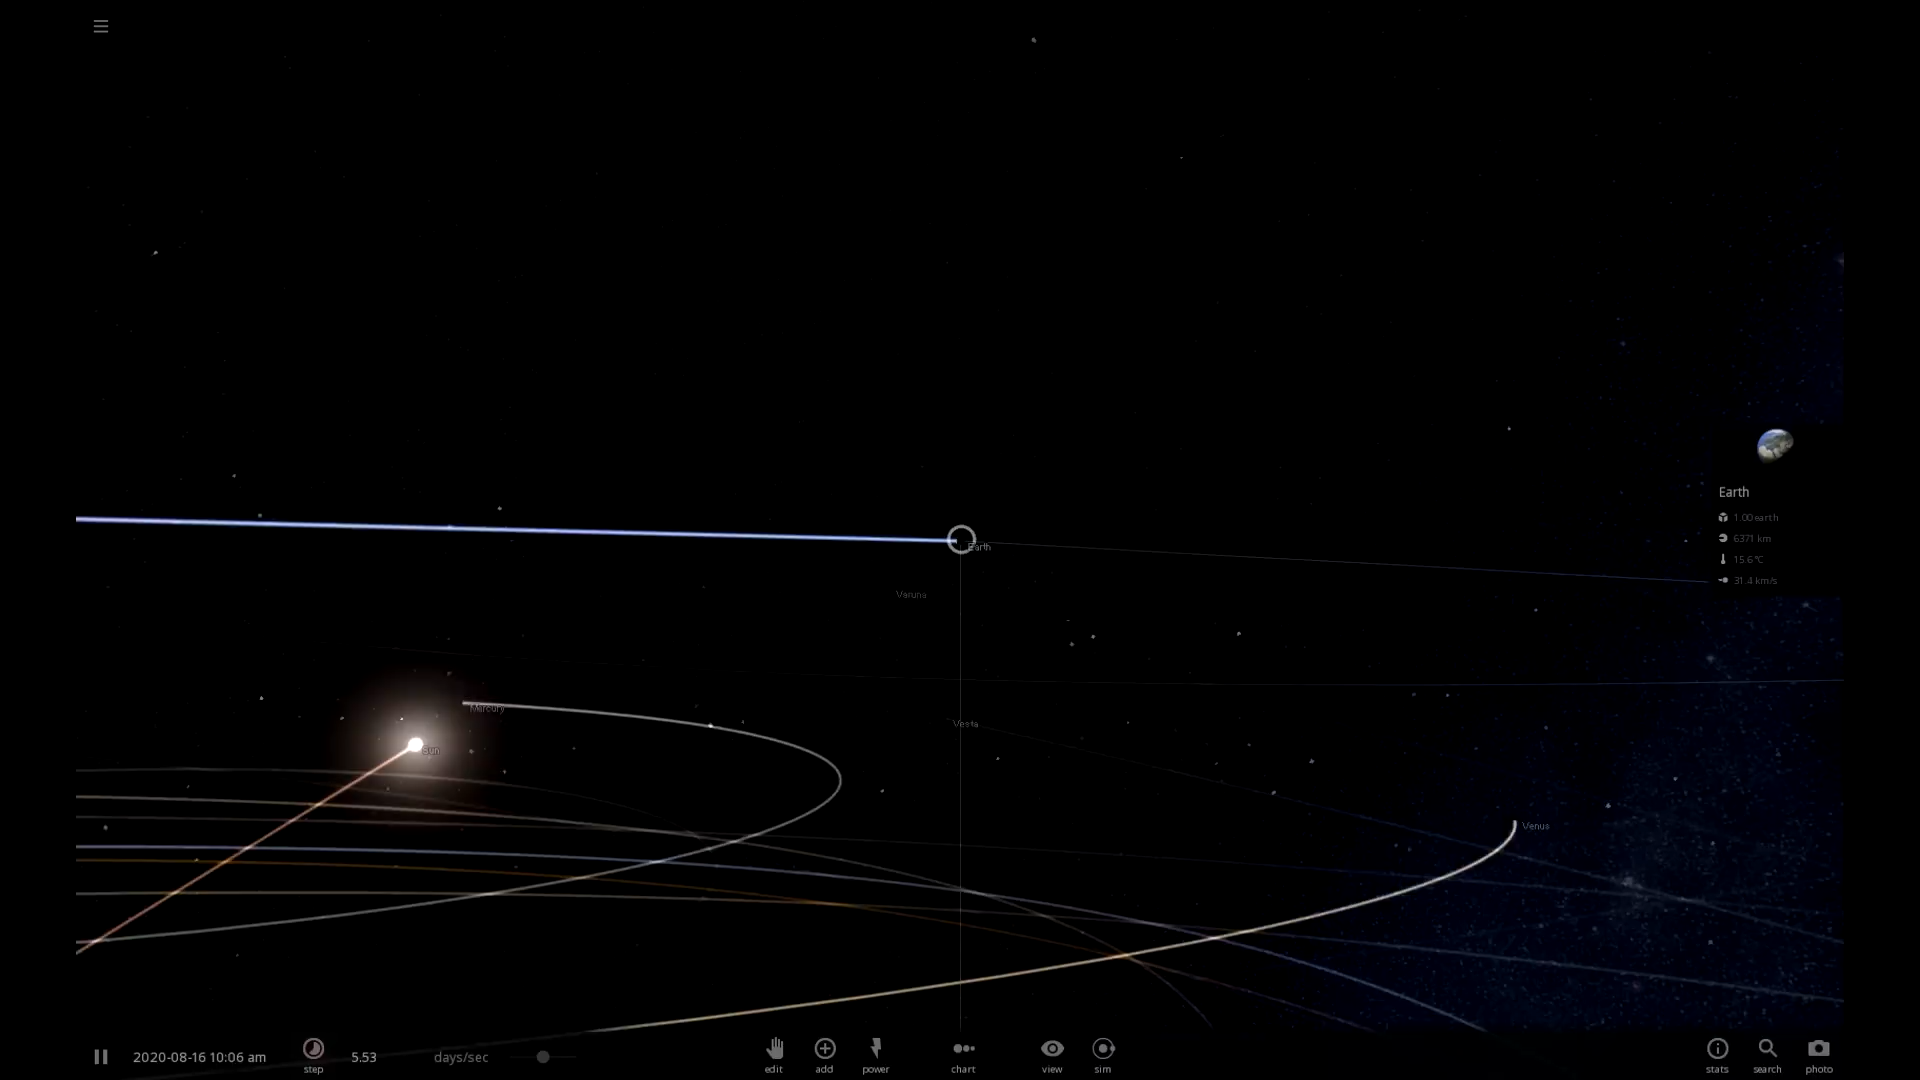 Earth
Earth
1.00 earth
6371 km
15.6 °C
31.4 km/s
Varuna
Mercury
Vesta
Sun
Venus
2020-08-16 10:06 am
step
5.53
days/sec
edit
add
power
chart
view
sim
stats
search
photo